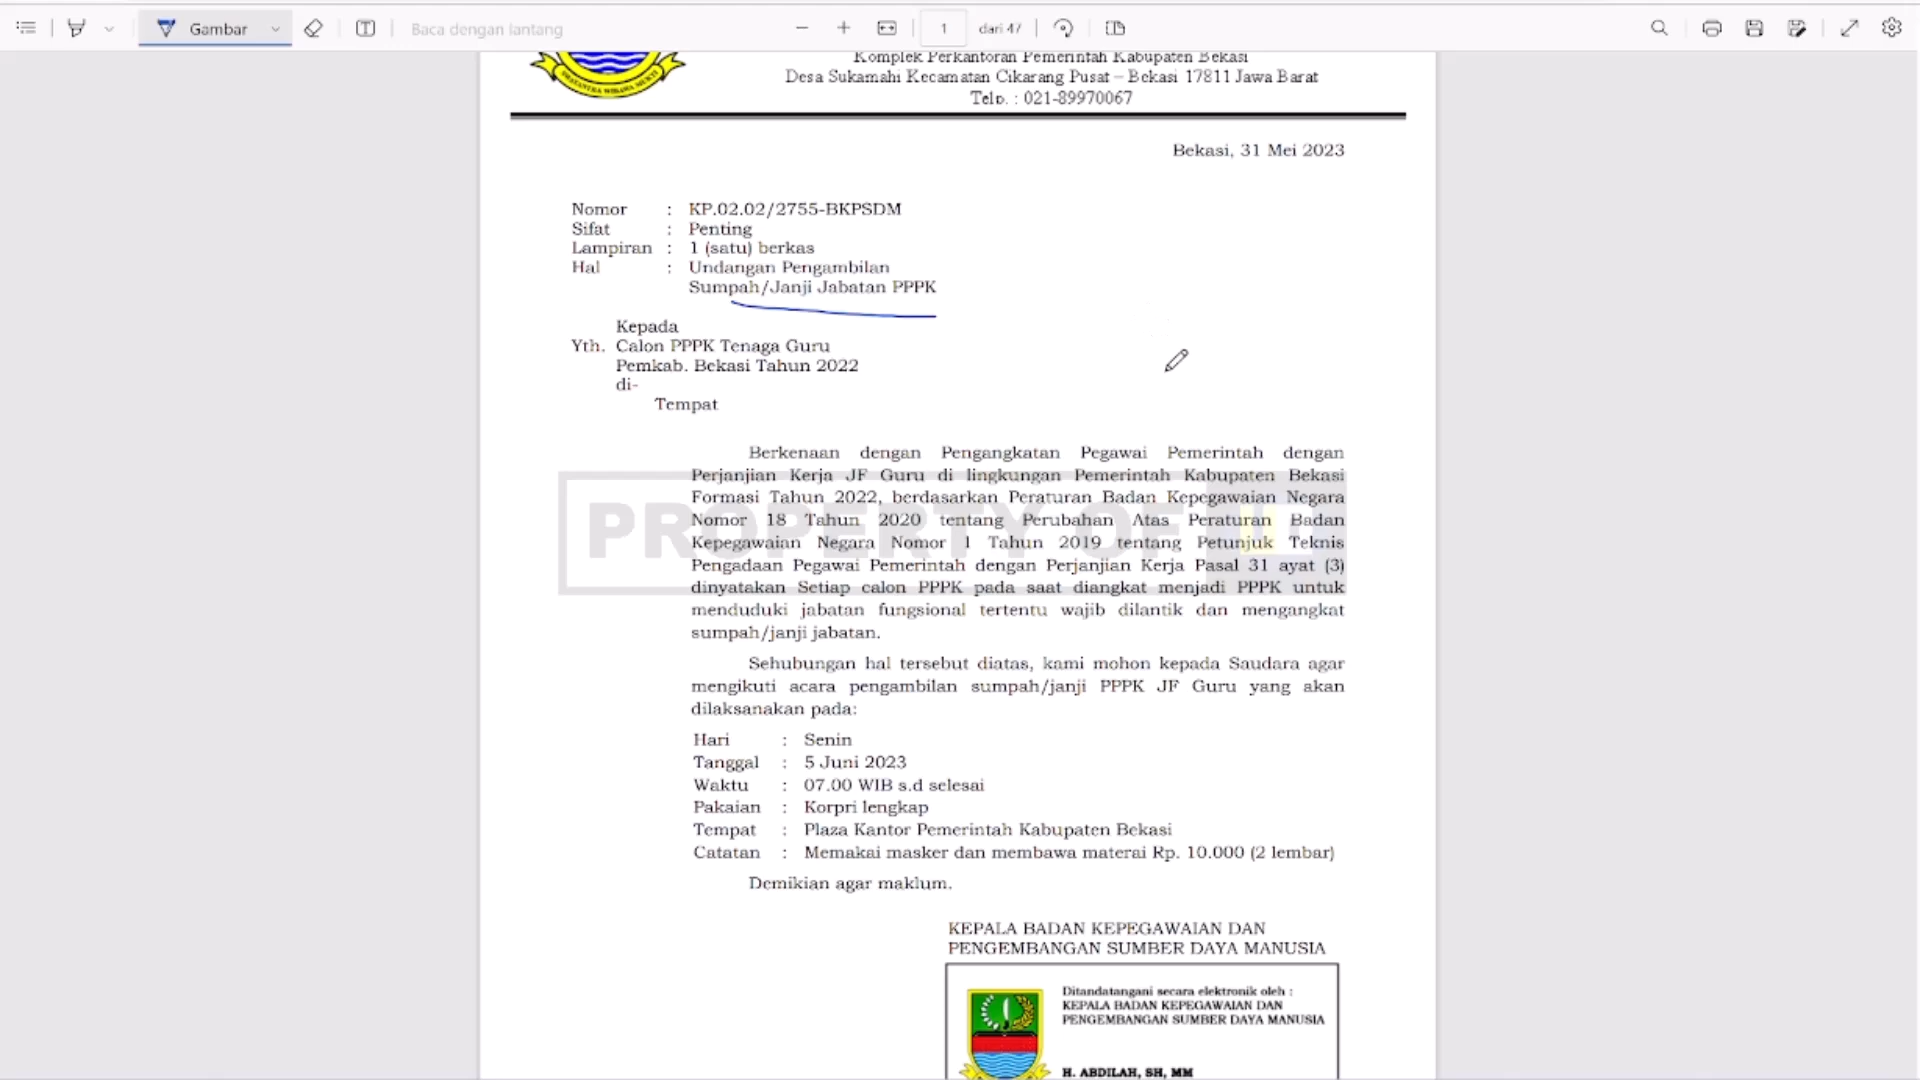 Gambar
Baca dengan lantang
1 dari 47
Komplek Perkantoran Pemerintah Kabupaten Bekasi
Desa Sukamahi Kecamatan Cikarang Pusat – Bekasi 17811 Jawa Barat
Telp. : 021-89970067
SWATANTRA WIBAWA MUKTI
Bekasi, 31 Mei 2023
Nomor : KP.02.02/2755-BKPSDM
Sifat : Penting
Lampiran : 1 (satu) berkas
Hal : Undangan Pengambilan
Sumpah/Janji Jabatan PPPK
Kepada
Yth. Calon PPPK Tenaga Guru
Pemkab. Bekasi Tahun 2022
di-
Tempat
Berkenaan dengan Pengangkatan Pegawai Pemerintah dengan
Perjanjian Kerja JF Guru di lingkungan Pemerintah Kabupaten Bekasi
Formasi Tahun 2022, berdasarkan Peraturan Badan Kepegawaian Negara
Nomor 18 Tahun 2020 tentang Perubahan Atas Peraturan Badan
Kepegawaian Negara Nomor 1 Tahun 2019 tentang Petunjuk Teknis
Pengadaan Pegawai Pemerintah dengan Perjanjian Kerja Pasal 31 ayat (3)
dinyatakan Setiap calon PPPK pada saat diangkat menjadi PPPK untuk
menduduki jabatan fungsional tertentu wajib dilantik dan mengangkat
sumpah/janji jabatan.
PROPERTY OF
Sehubungan hal tersebut diatas, kami mohon kepada Saudara agar
mengikuti acara pengambilan sumpah/janji PPPK JF Guru yang akan
dilaksanakan pada:
Hari : Senin
Tanggal : 5 Juni 2023
Waktu : 07.00 WIB s.d selesai
Pakaian : Korpri lengkap
Tempat : Plaza Kantor Pemerintah Kabupaten Bekasi
Catatan : Memakai masker dan membawa materai Rp. 10.000 (2 lembar)
Demikian agar maklum.
KEPALA BADAN KEPEGAWAIAN DAN
PENGEMBANGAN SUMBER DAYA MANUSIA
Ditandatangani secara elektronik oleh :
KEPALA BADAN KEPEGAWAIAN DAN
PENGEMBANGAN SUMBER DAYA MANUSIA
H. ABDILAH, SH, MM